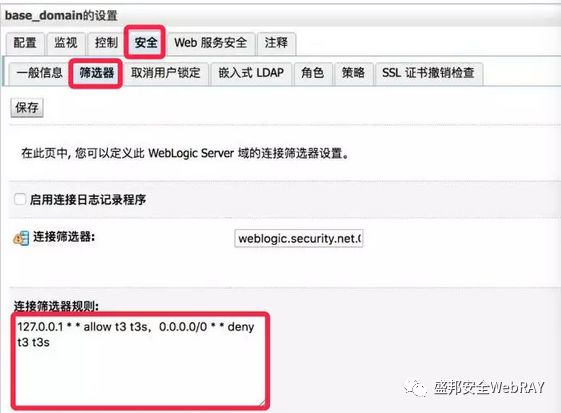 base_domain的设置
配置 监视 控制 安全 Web 服务安全 注释
一般信息 筛选器 取消用户锁定 嵌入式 LDAP 角色 策略 SSL 证书撤销检查
保存
在此页中, 您可以定义此 WebLogic Server 域的连接筛选器设置。
启用连接日志记录程序
连接筛选器: weblogic.security.net.
连接筛选器规则:
127.0.0.1 * * allow t3 t3s，0.0.0.0/0 * * deny
t3 t3s
盛邦安全WebRAY